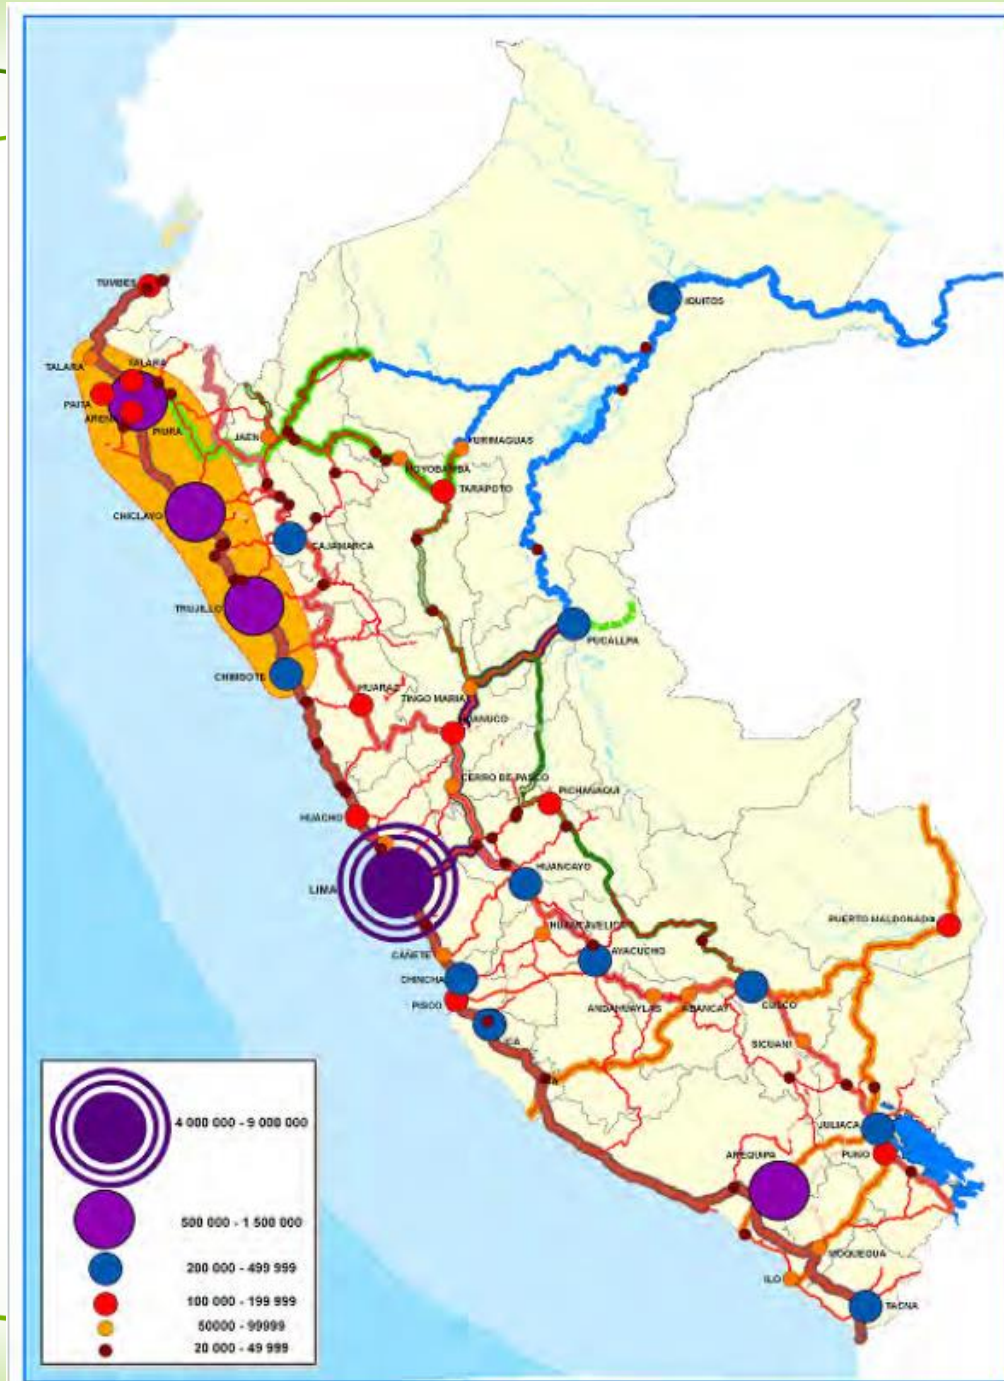 TUMBES
IQUITOS
TALARA
PAITA
PIURA
JAEN
YURIMAGUAS
MOYOBAMBA
TARAPOTO
CHICLAYO
CAJAMARCA
TRUJILLO
PUCALLPA
CHIMBOTE
HUARAZ
TINGO MARIA
HUANUCO
CERRO DE PASCO
PICHANAQUI
HUACHO
LIMA
HUANCAYO
PUERTO MALDONADO
HUANCAVELICA
AYACUCHO
CAÑETE
CHINCHA
PISCO
CUSCO
ANDAHUAYLAS
ABANCAY
ICA
SICUANI
JULIACA
AREQUIPA
PUNO
MOQUEGUA
ILO
TACNA
4 000 000 - 9 000 000
500 000 - 1 500 000
200 000 - 499 999
100 000 - 199 999
50000 - 99999
20 000 - 49 999